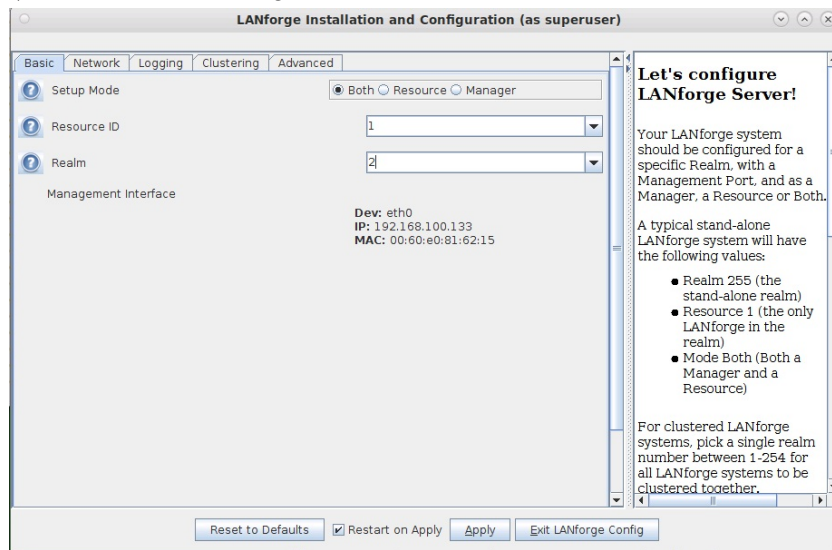 LANforge Installation and Configuration (as superuser)
Basic Network Logging Clustering Advanced
Setup Mode Both Resource Manager
Resource ID 1
Realm 2
Management Interface
Dev: eth0
IP: 192.168.100.133
MAC: 00:60:e0:81:62:15
Let's configure
LANforge Server!
Your LANforge system
should be configured for a
specific Realm, with a
Management Port, and as a
Manager, a Resource or Both.
A typical stand-alone
LANforge system will have
the following values:
Realm 255 (the
stand-alone realm)
Resource 1 (the only
LANforge in the
realm)
Mode Both (Both a
Manager and a
Resource)
For clustered LANforge
systems, pick a single realm
number between 1-254 for
all LANforge systems to be
clustered together.
Reset to Defaults Restart on Apply Apply Exit LANforge Config